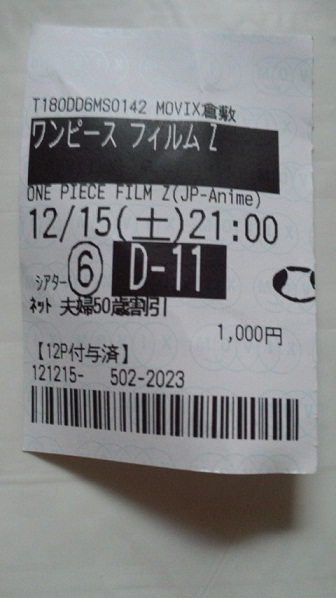 T180DD6MS0142 MOVIX倉敷
ワンピース フィルム Z
ONE PIECE FILM Z(JP-Anime)
12/15(土)21:00
シアター ⑥ D-11
ネット 夫婦50歳割引
1,000円
【12P付与済】
121215- 502-2023